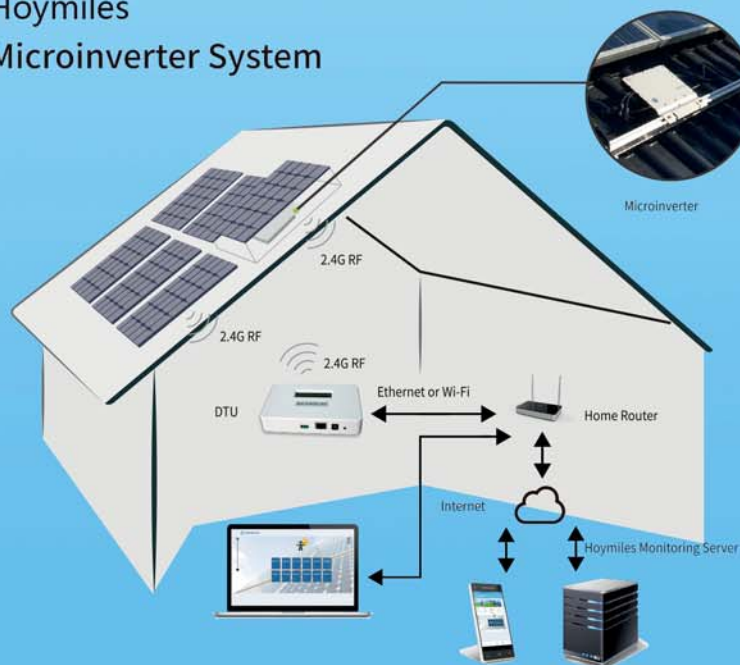 Hoymiles
Microinverter System
Microinverter
2.4G RF
2.4G RF
2.4G RF
DTU
Ethernet or Wi-Fi
Home Router
Internet
Hoymiles Monitoring Server